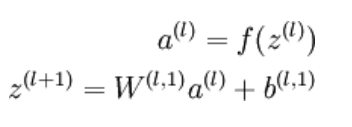 a^{(l)} = f(z^{(l)})
z^{(l+1)} = W^{(l,1)}a^{(l)} + b^{(l,1)}